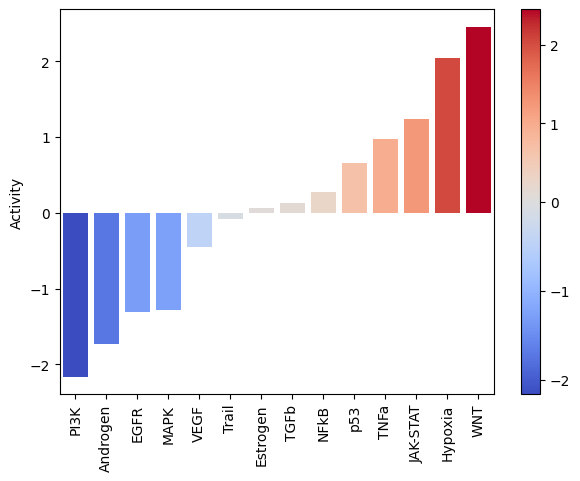 Activity
2
1
0
−1
−2
PI3K
Androgen
EGFR
MAPK
VEGF
Trail
Estrogen
TGFb
NFkB
p53
TNFa
JAK-STAT
Hypoxia
WNT
2
1
0
−1
−2